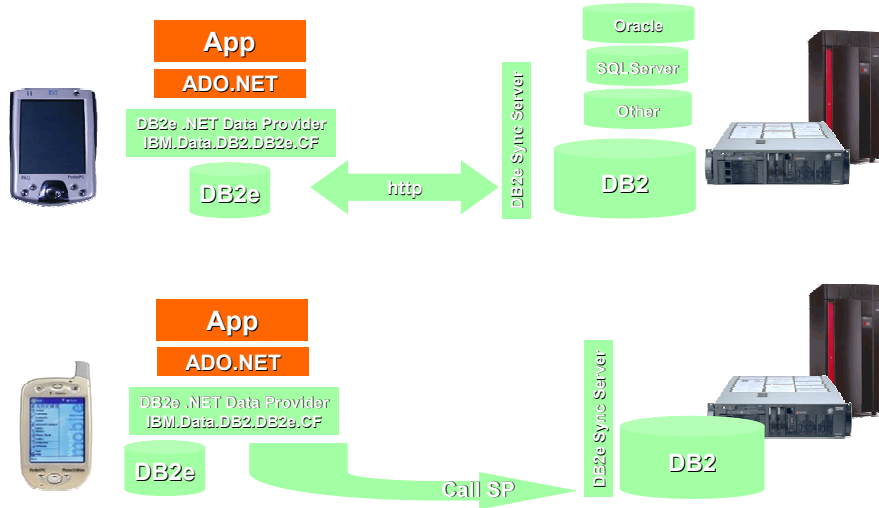 App
ADO.NET
DB2e .NET Data Provider
IBM.Data.DB2.DB2e.CF
DB2e
http
DB2e Sync Server
Oracle
SQLServer
Other
DB2
App
ADO.NET
DB2e .NET Data Provider
IBM.Data.DB2.DB2e.CF
DB2e
Call SP
DB2e Sync Server
DB2